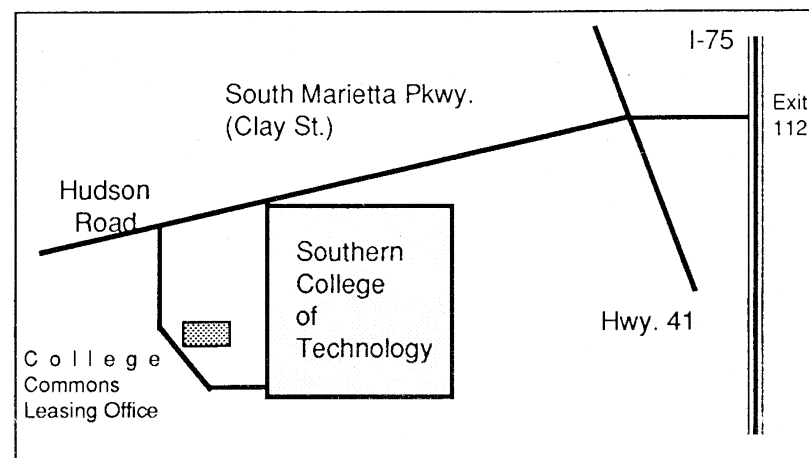 I-75
Exit
112
South Marietta Pkwy.
(Clay St.)
Hudson
Road
Southern
College
of
Technology
Hwy. 41
College
Commons
Leasing Office